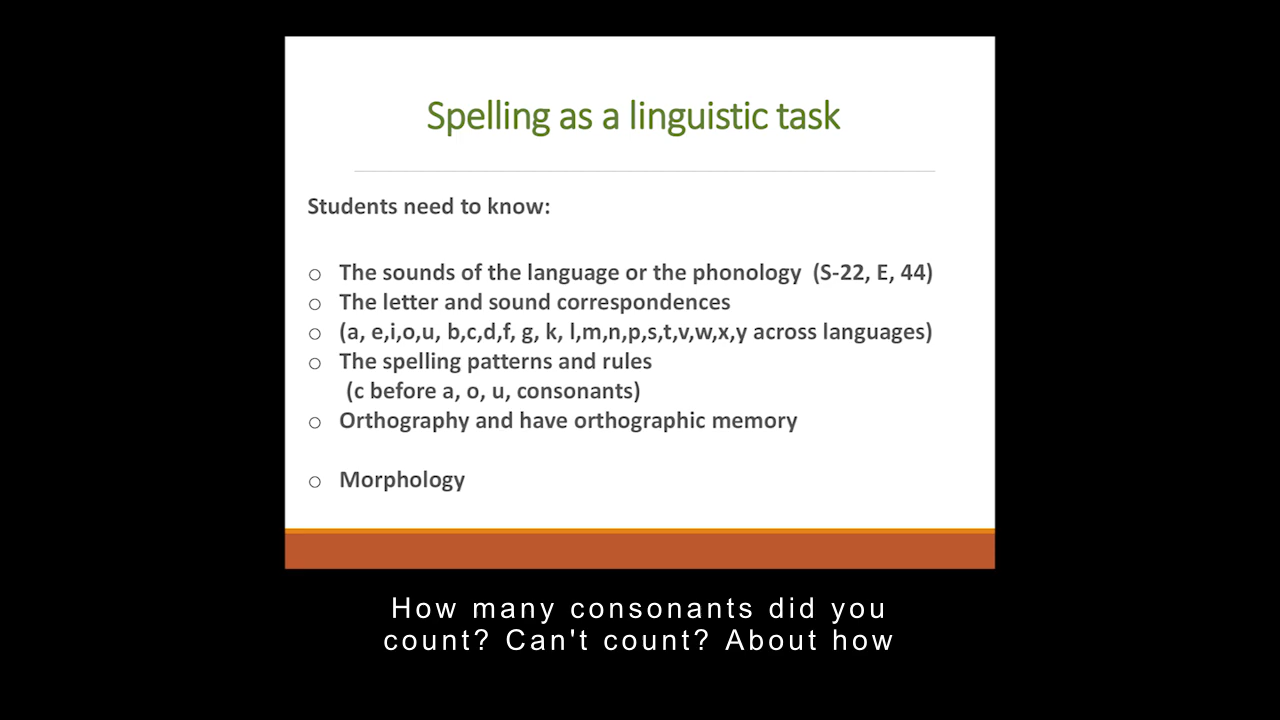 Spelling as a linguistic task
Students need to know:
o The sounds of the language or the phonology (S-22, E, 44)
o The letter and sound correspondences
o (a, e,i,o,u, b,c,d,f, g, k, l,m,n,p,s,t,v,w,x,y across languages)
o The spelling patterns and rules
(c before a, o, u, consonants)
o Orthography and have orthographic memory
o Morphology
How many consonants did you
count? Can't count? About how